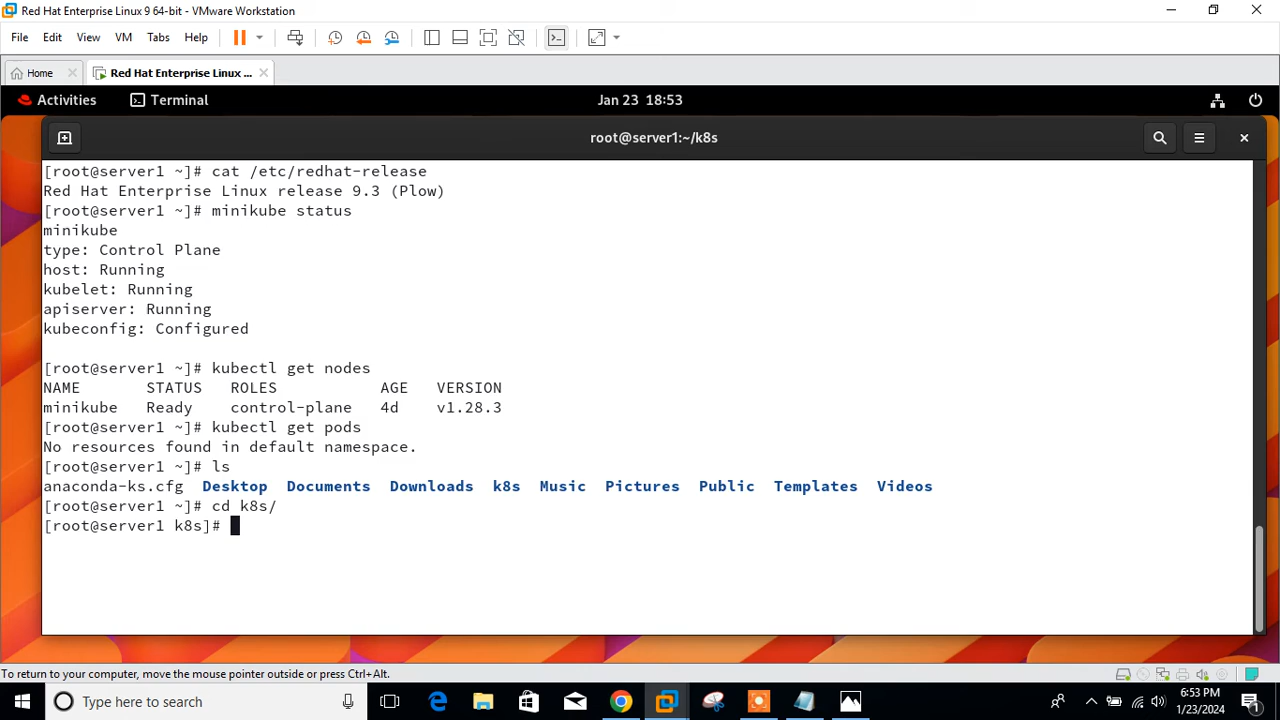 Red Hat Enterprise Linux 9 64-bit - VMware Workstation
File Edit View VM Tabs Help
Home Red Hat Enterprise Linux ...
Activities Terminal Jan 23 18:53
root@server1:~/k8s
[root@server1 ~]# cat /etc/redhat-release
Red Hat Enterprise Linux release 9.3 (Plow)
[root@server1 ~]# minikube status
minikube
type: Control Plane
host: Running
kubelet: Running
apiserver: Running
kubeconfig: Configured
[root@server1 ~]# kubectl get nodes
NAME STATUS ROLES AGE VERSION
minikube Ready control-plane 4d v1.28.3
[root@server1 ~]# kubectl get pods
No resources found in default namespace.
[root@server1 ~]# ls
anaconda-ks.cfg Desktop Documents Downloads k8s Music Pictures Public Templates Videos
[root@server1 ~]# cd k8s/
[root@server1 k8s]#
To return to your computer, move the mouse pointer outside or press Ctrl+Alt.
Type here to search
6:53 PM
1/23/2024
1